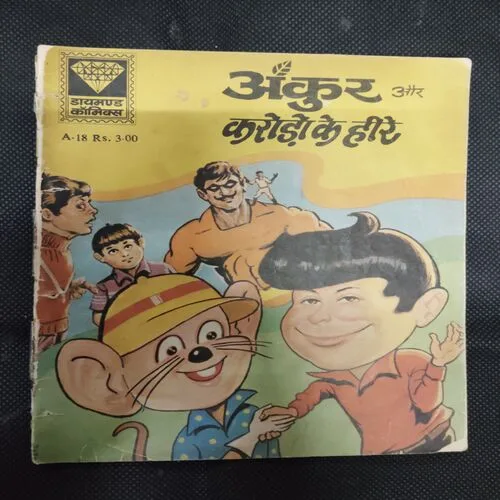 डायमण्ड
कॉमिक्स
A-18 Rs. 3-00
अंकुर और
करोड़ो के हीरे